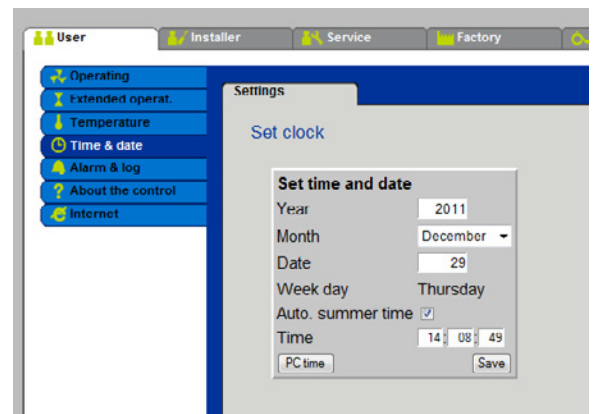 User
Installer
Service
Factory
Operating
Extended operat.
Temperature
Time & date
Alarm & log
About the control
Internet
Settings
Set clock
Set time and date
Year 2011
Month December
Date 29
Week day Thursday
Auto. summer time
Time 14 : 08 : 49
PC time Save